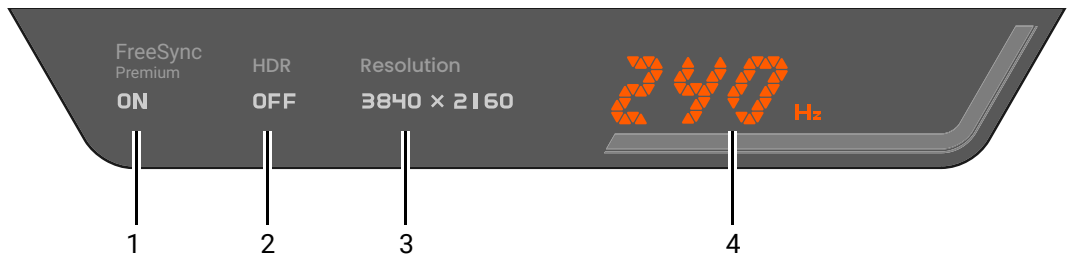 FreeSync
Premium
ON
HDR
OFF
Resolution
3840 × 2160
240 Hz
1
2
3
4